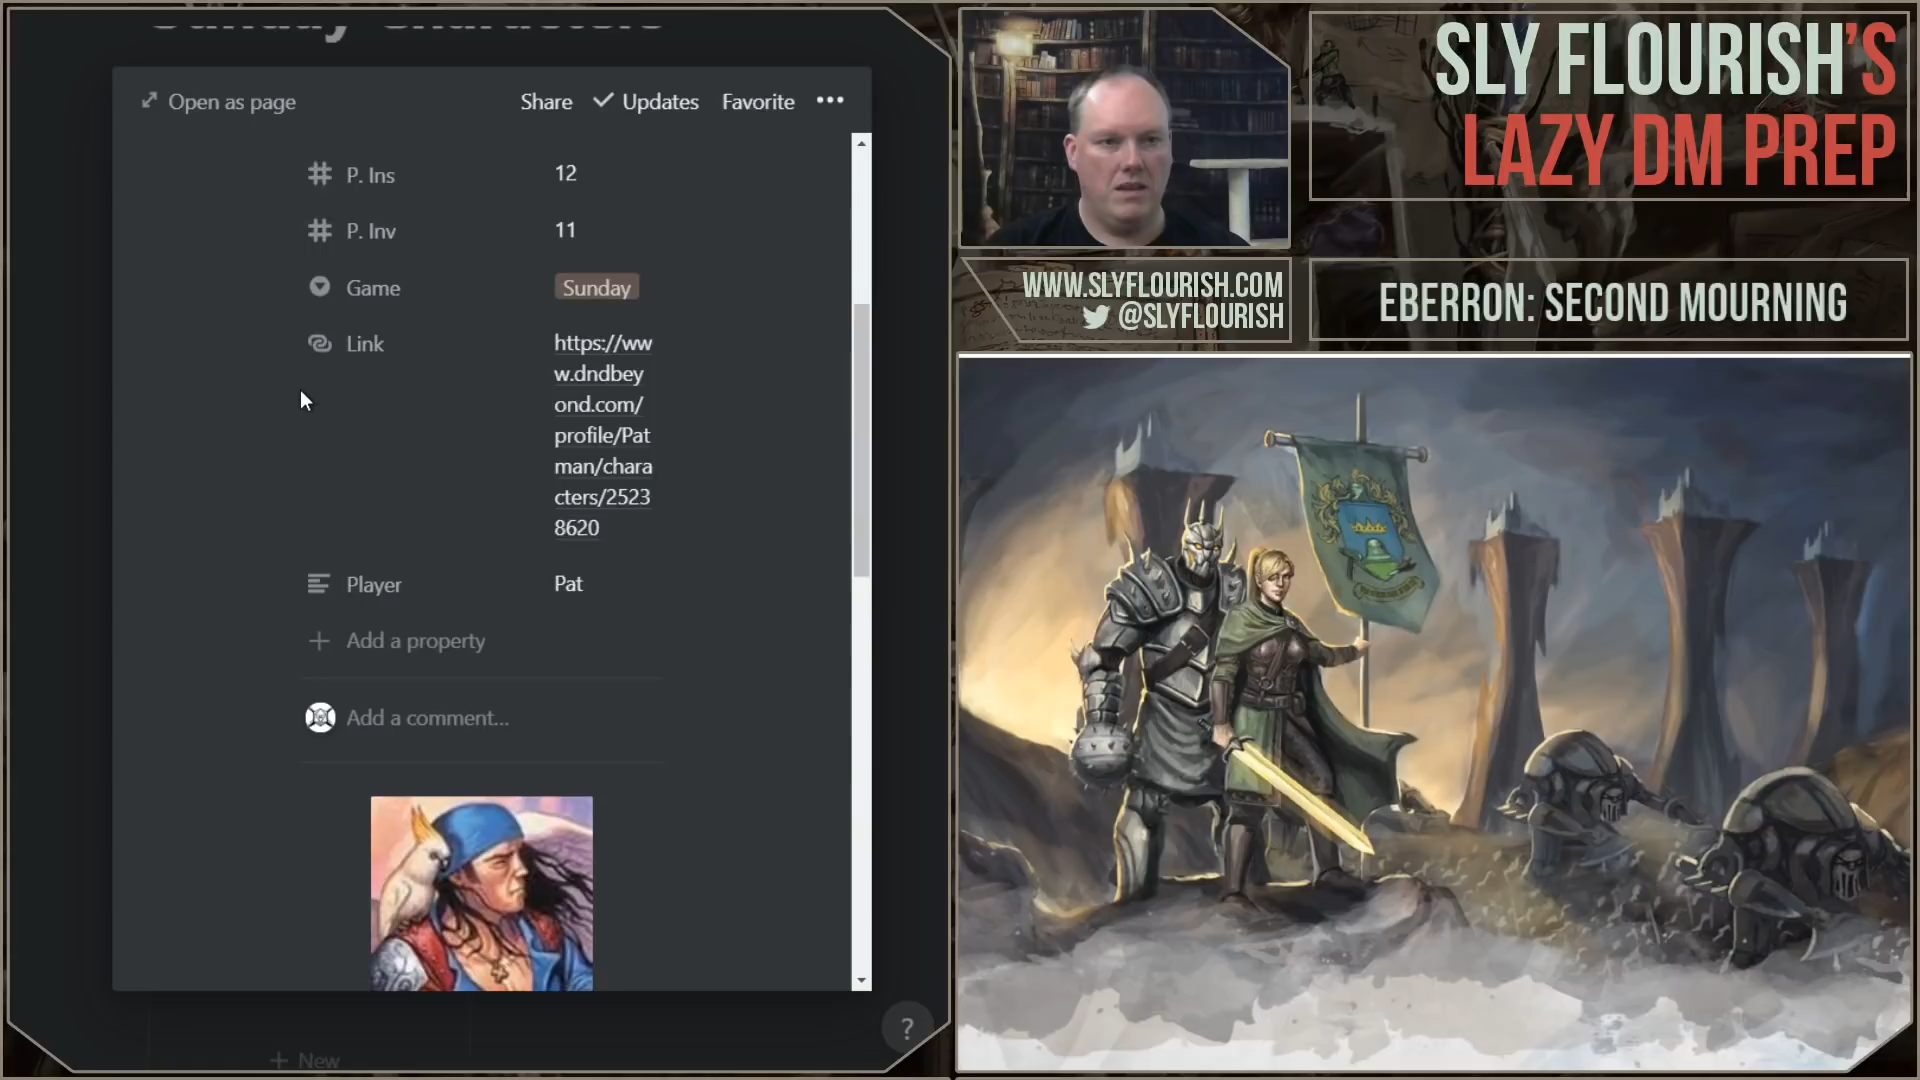 Sunday Characters
Open as page
Share
Updates
Favorite
P. Ins
12
P. Inv
11
Game
Sunday
Link
https://ww
w.dndbey
ond.com/
profile/Pat
man/chara
cters/2523
8620
Player
Pat
Add a property
Add a comment...
New
?
WWW.SLYFLOURISH.COM
@SLYFLOURISH
SLY FLOURISH'S
LAZY DM PREP
EBERRON: SECOND MOURNING